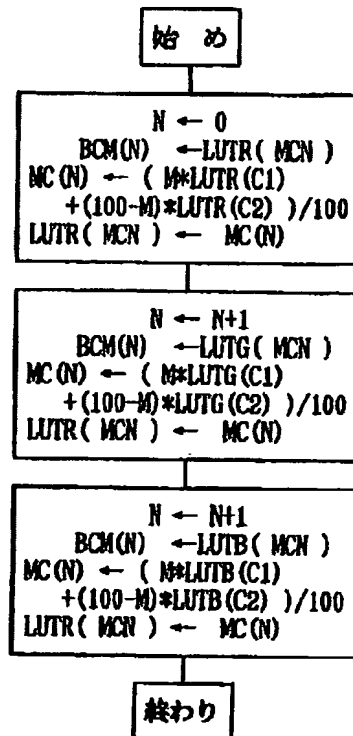 始 め
N ← 0
BCM(N) ←LUTR( MCN )
MC(N) ← ( M*LUTR(C1)
+(100-M)*LUTR(C2) )/100
LUTR( MCN ) ← MC(N)
N ← N+1
BCM(N) ←LUTG( MCN )
MC(N) ← ( M*LUTG(C1)
+(100-M)*LUTG(C2) )/100
LUTR( MCN ) ← MC(N)
N ← N+1
BCM(N) ←LUTB( MCN )
MC(N) ← ( M*LUTB(C1)
+(100-M)*LUTB(C2) )/100
LUTR( MCN ) ← MC(N)
終わり